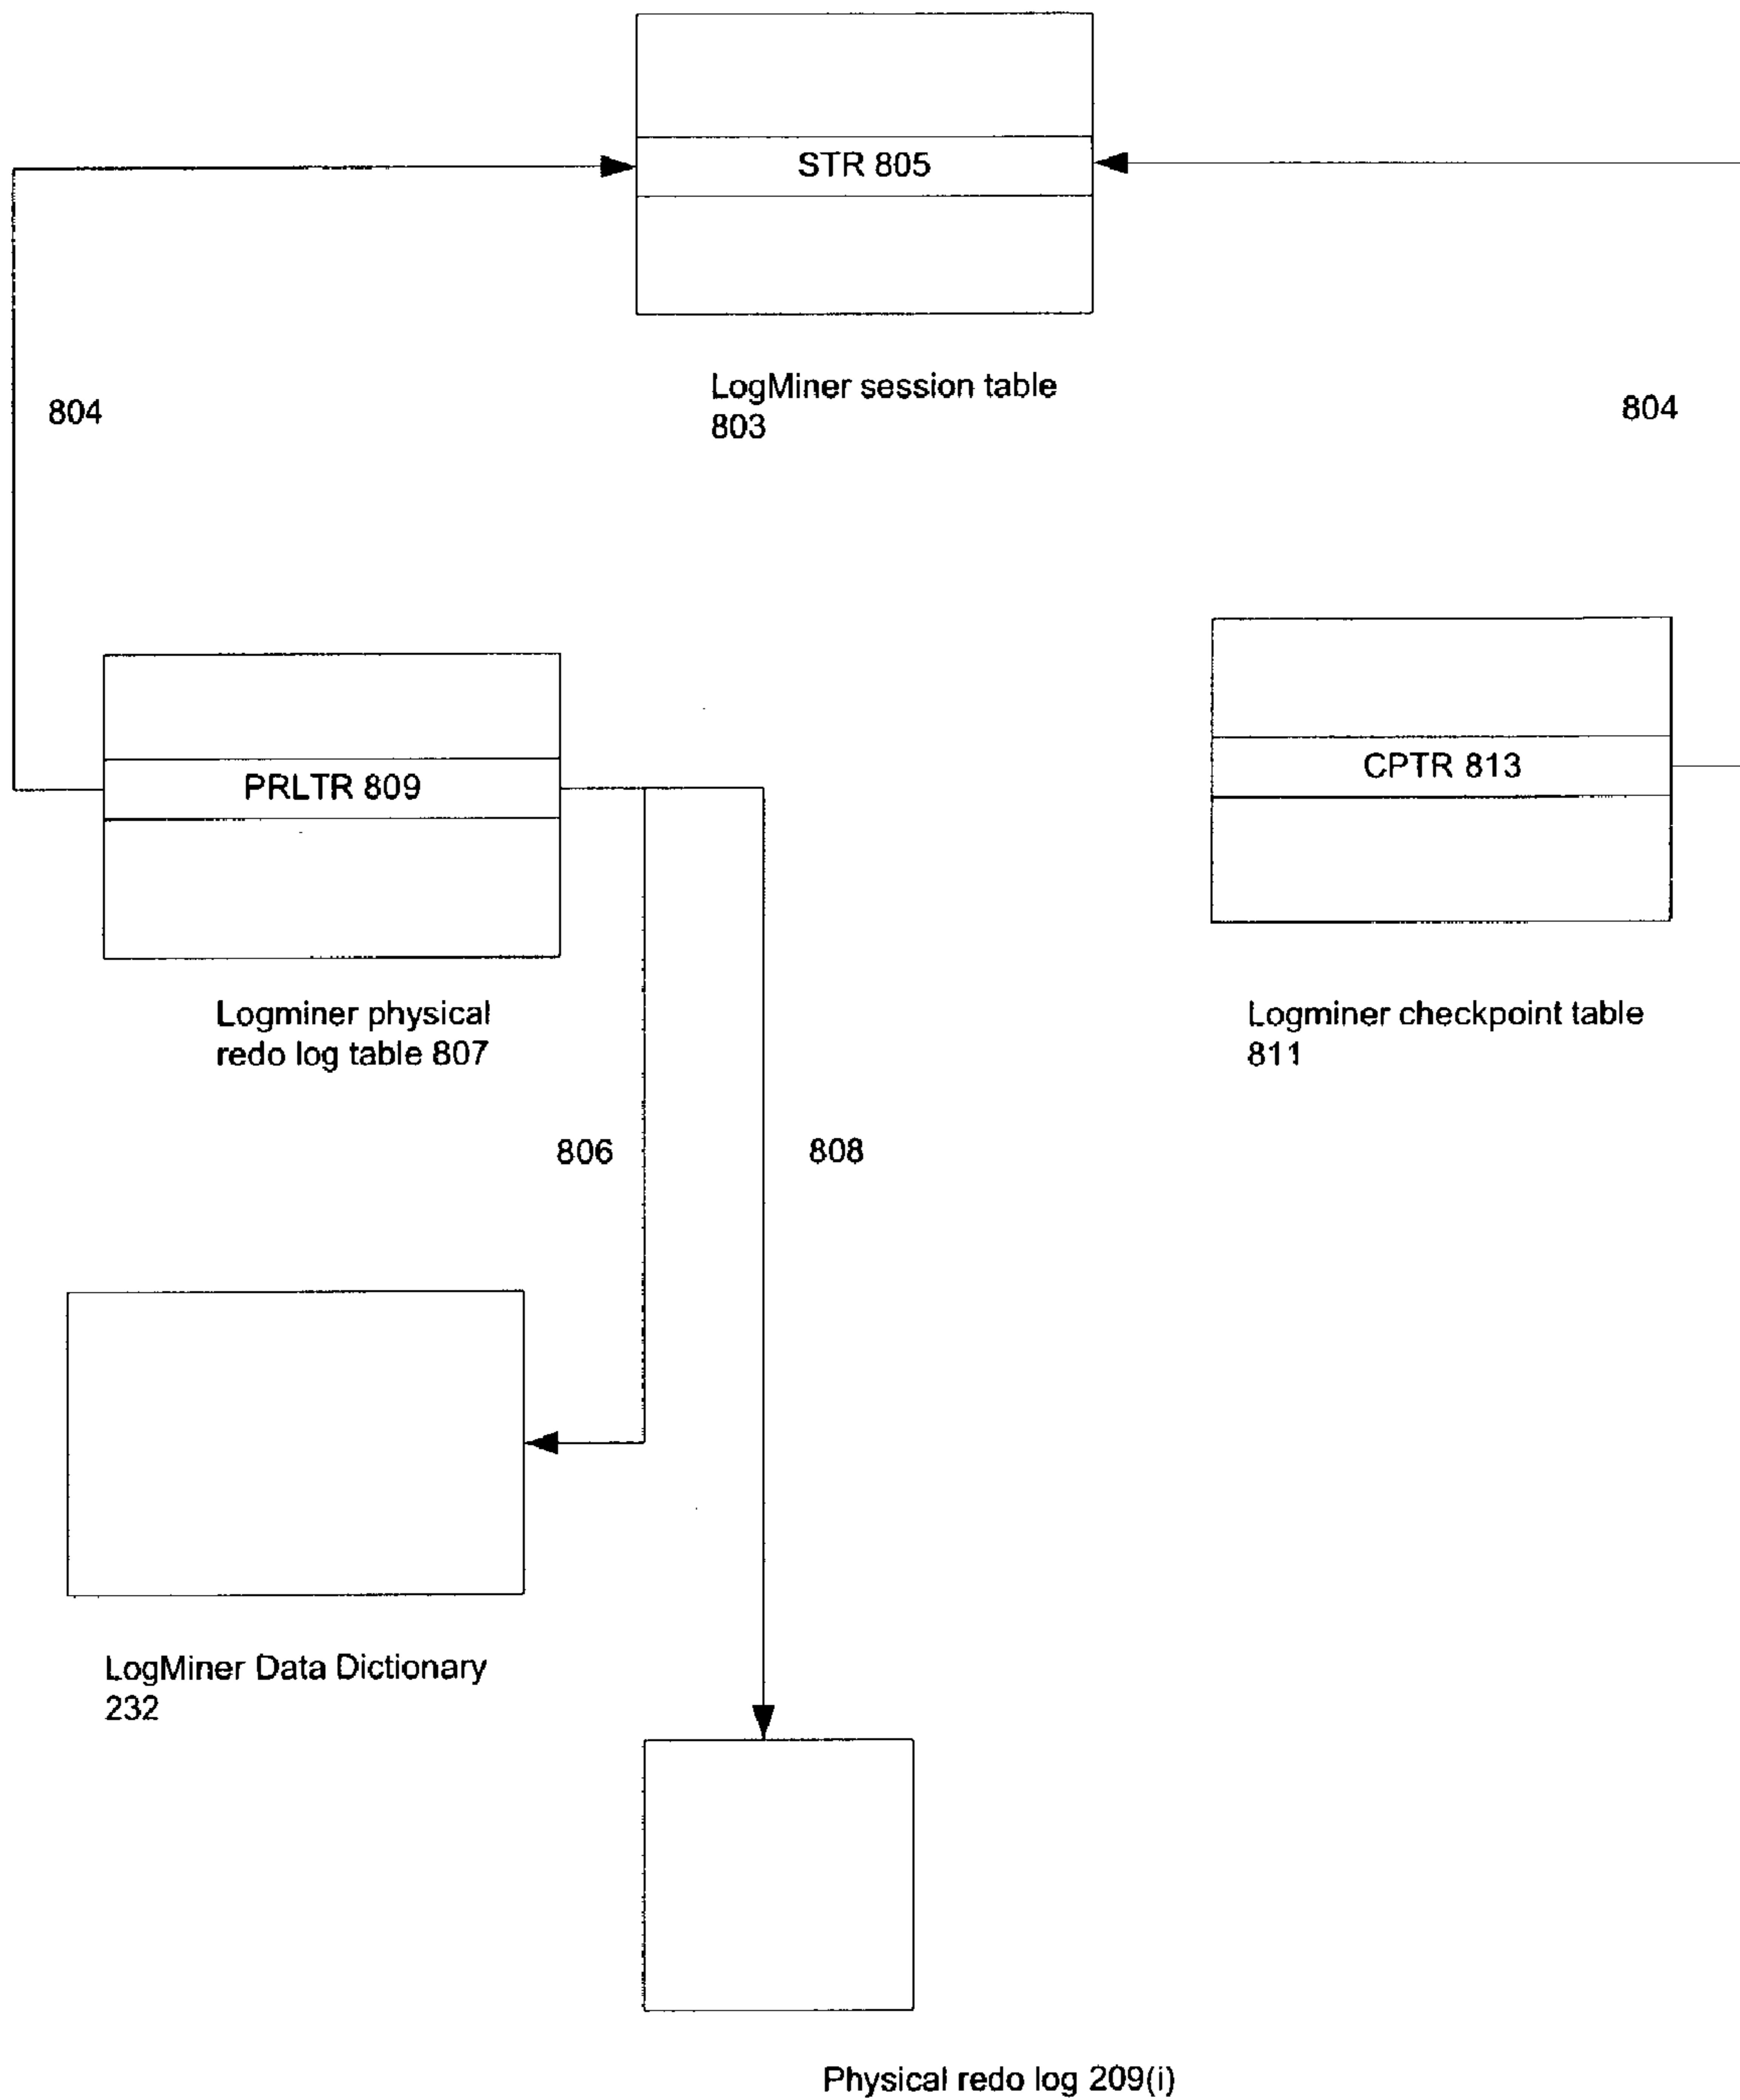 STR 805
LogMiner session table
803
804
804
PRLTR 809
CPTR 813
Logminer physical
redo log table 807
Logminer checkpoint table
811
806
808
LogMiner Data Dictionary
232
Physical redo log 209(i)